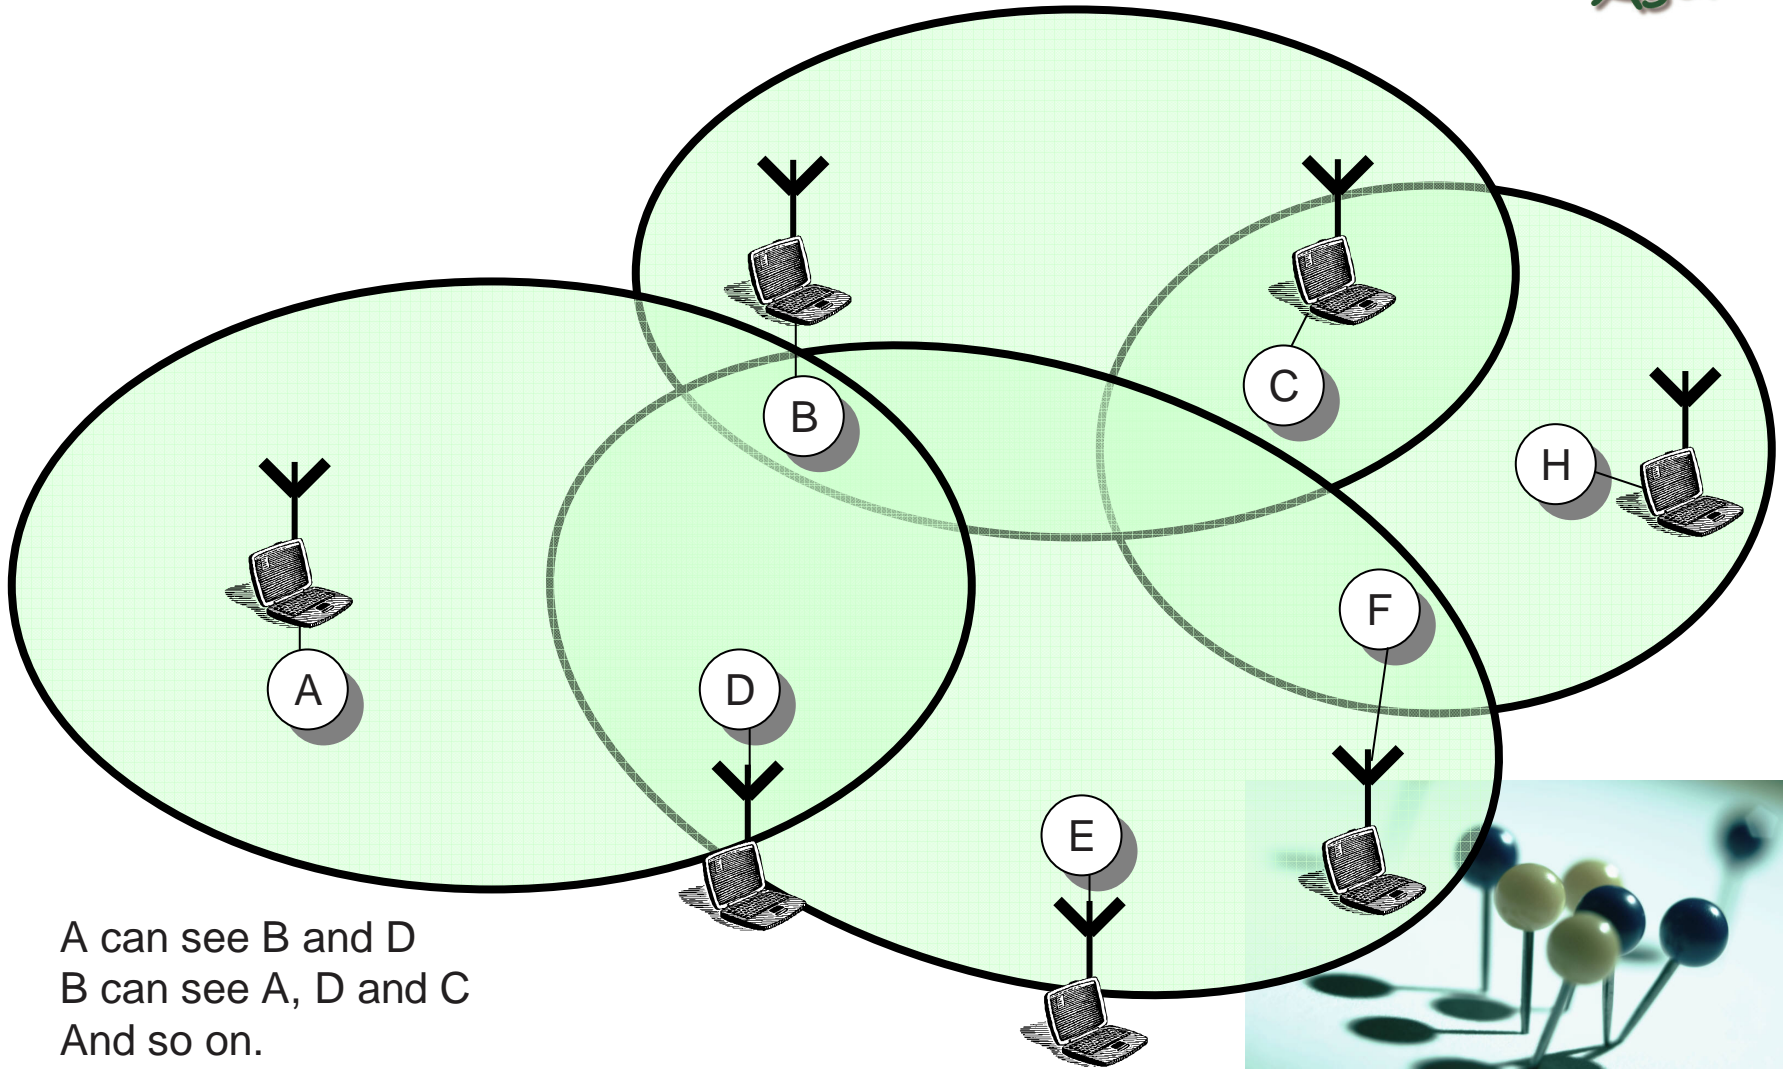 B
C
H
A
D
F
E
A can see B and D
B can see A, D and C
And so on.